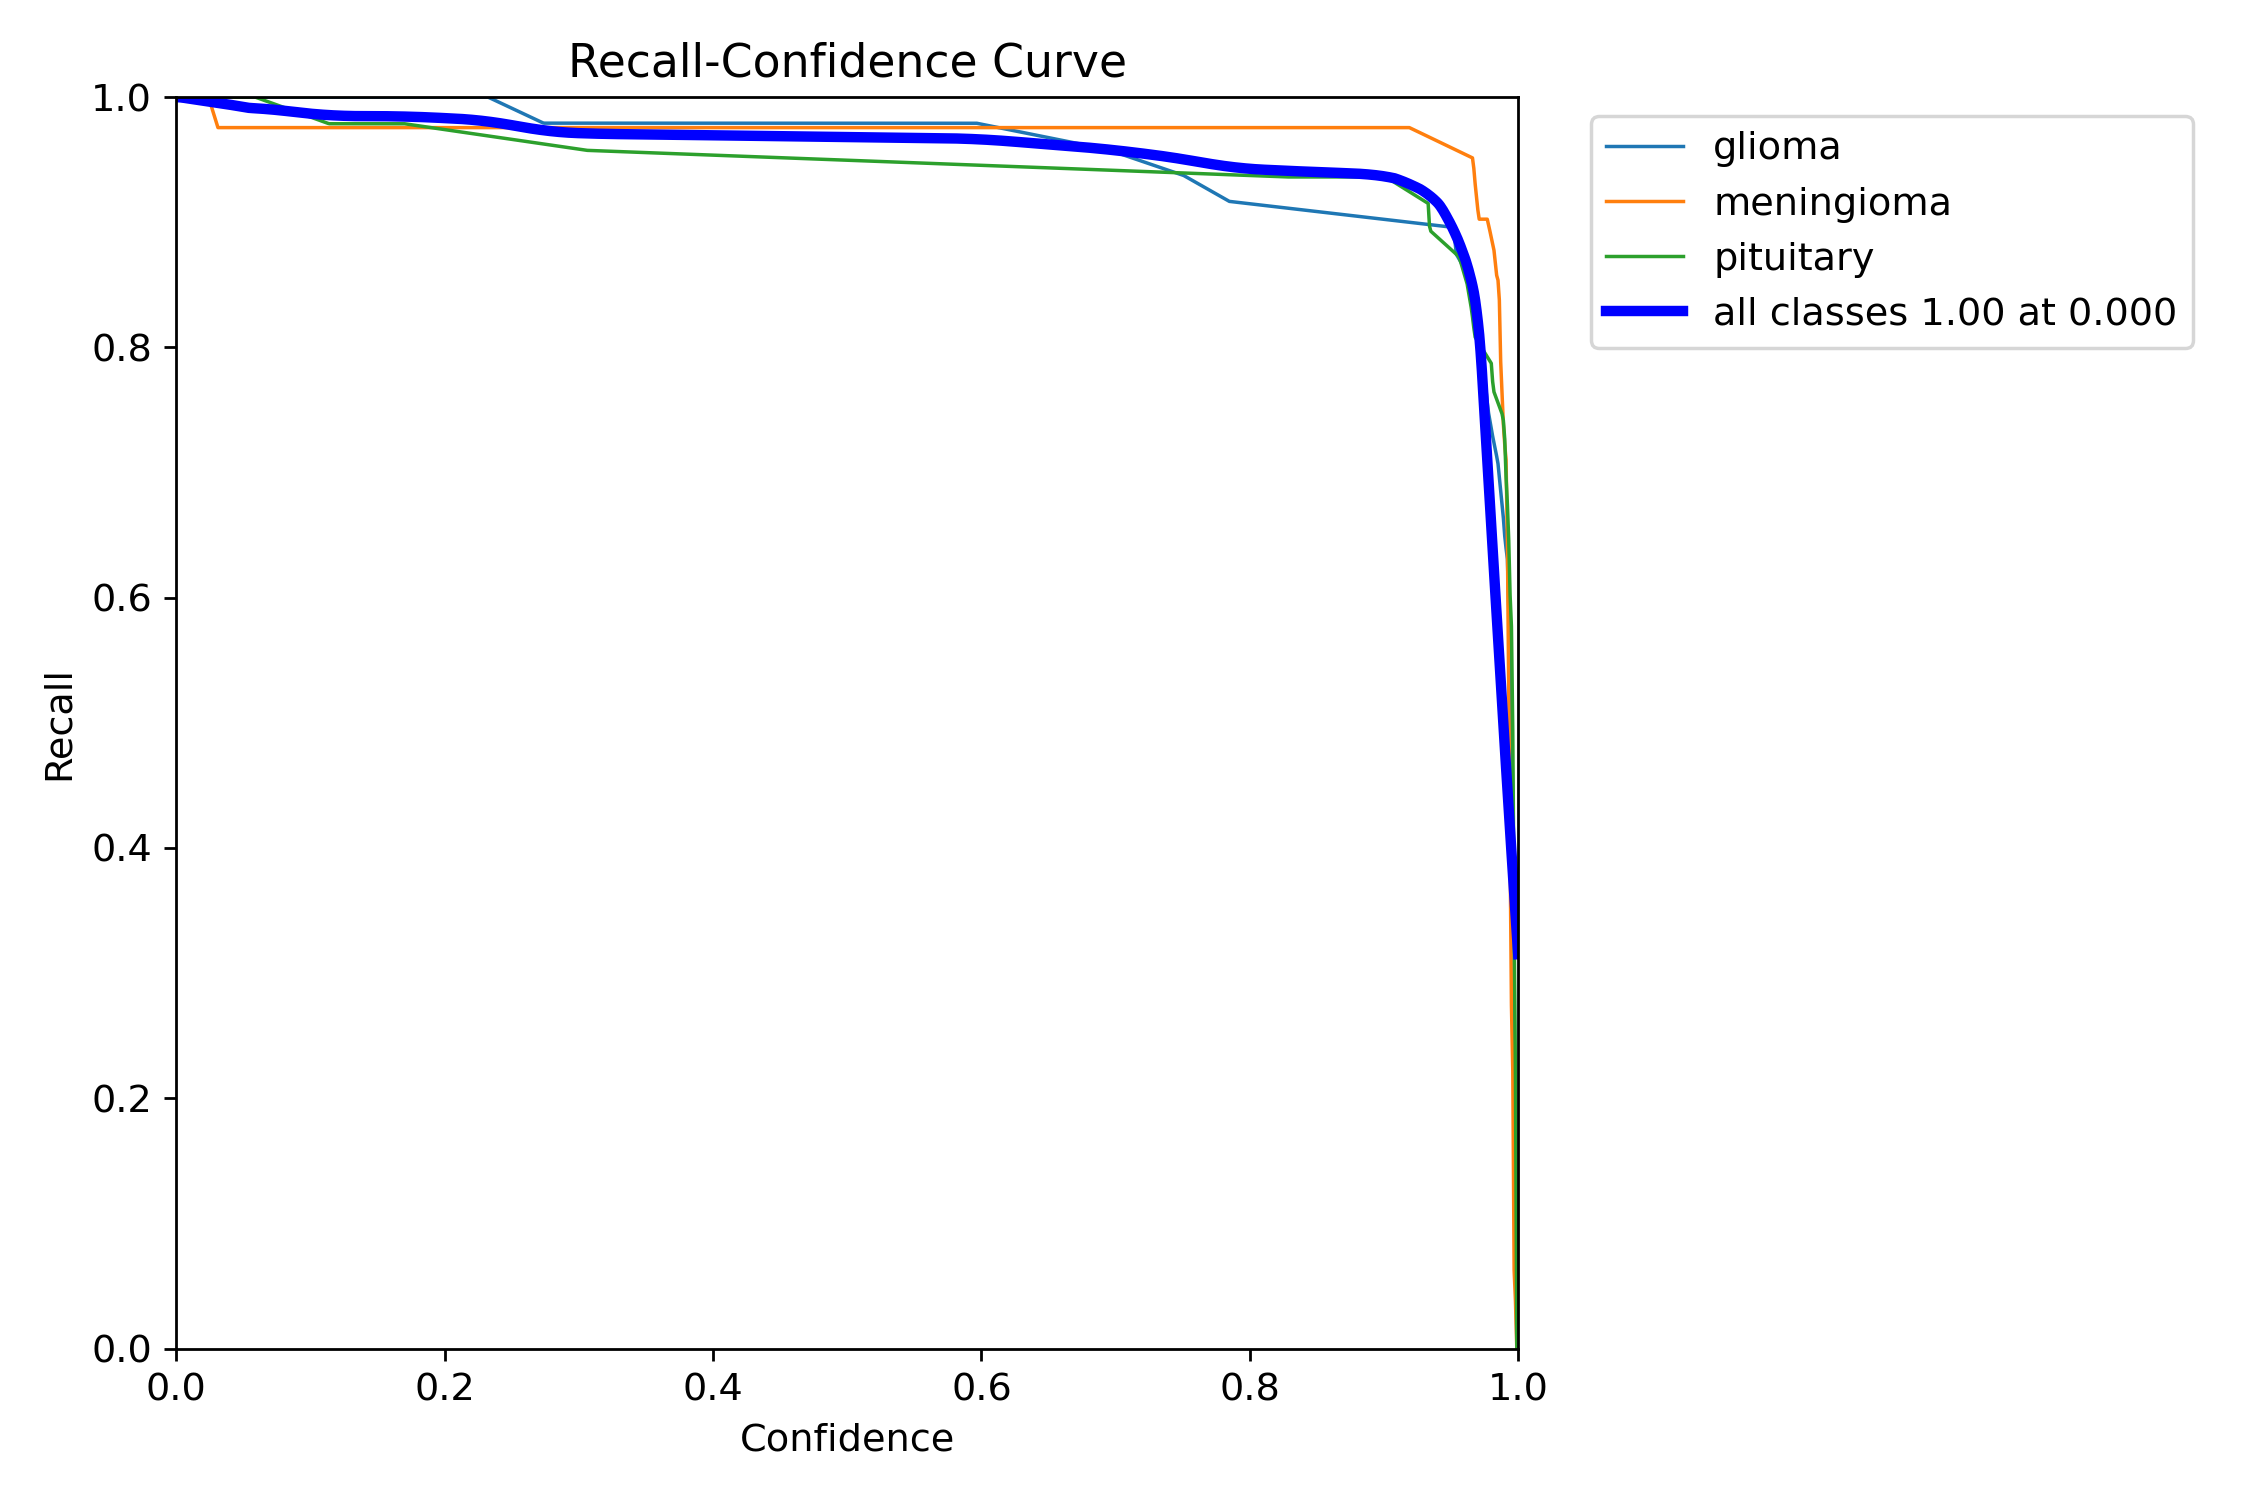 Recall-Confidence Curve
1.0
0.8
0.6
0.4
0.2
0.0
Recall
0.0 0.2 0.4 0.6 0.8 1.0
Confidence
glioma
meningioma
pituitary
all classes 1.00 at 0.000